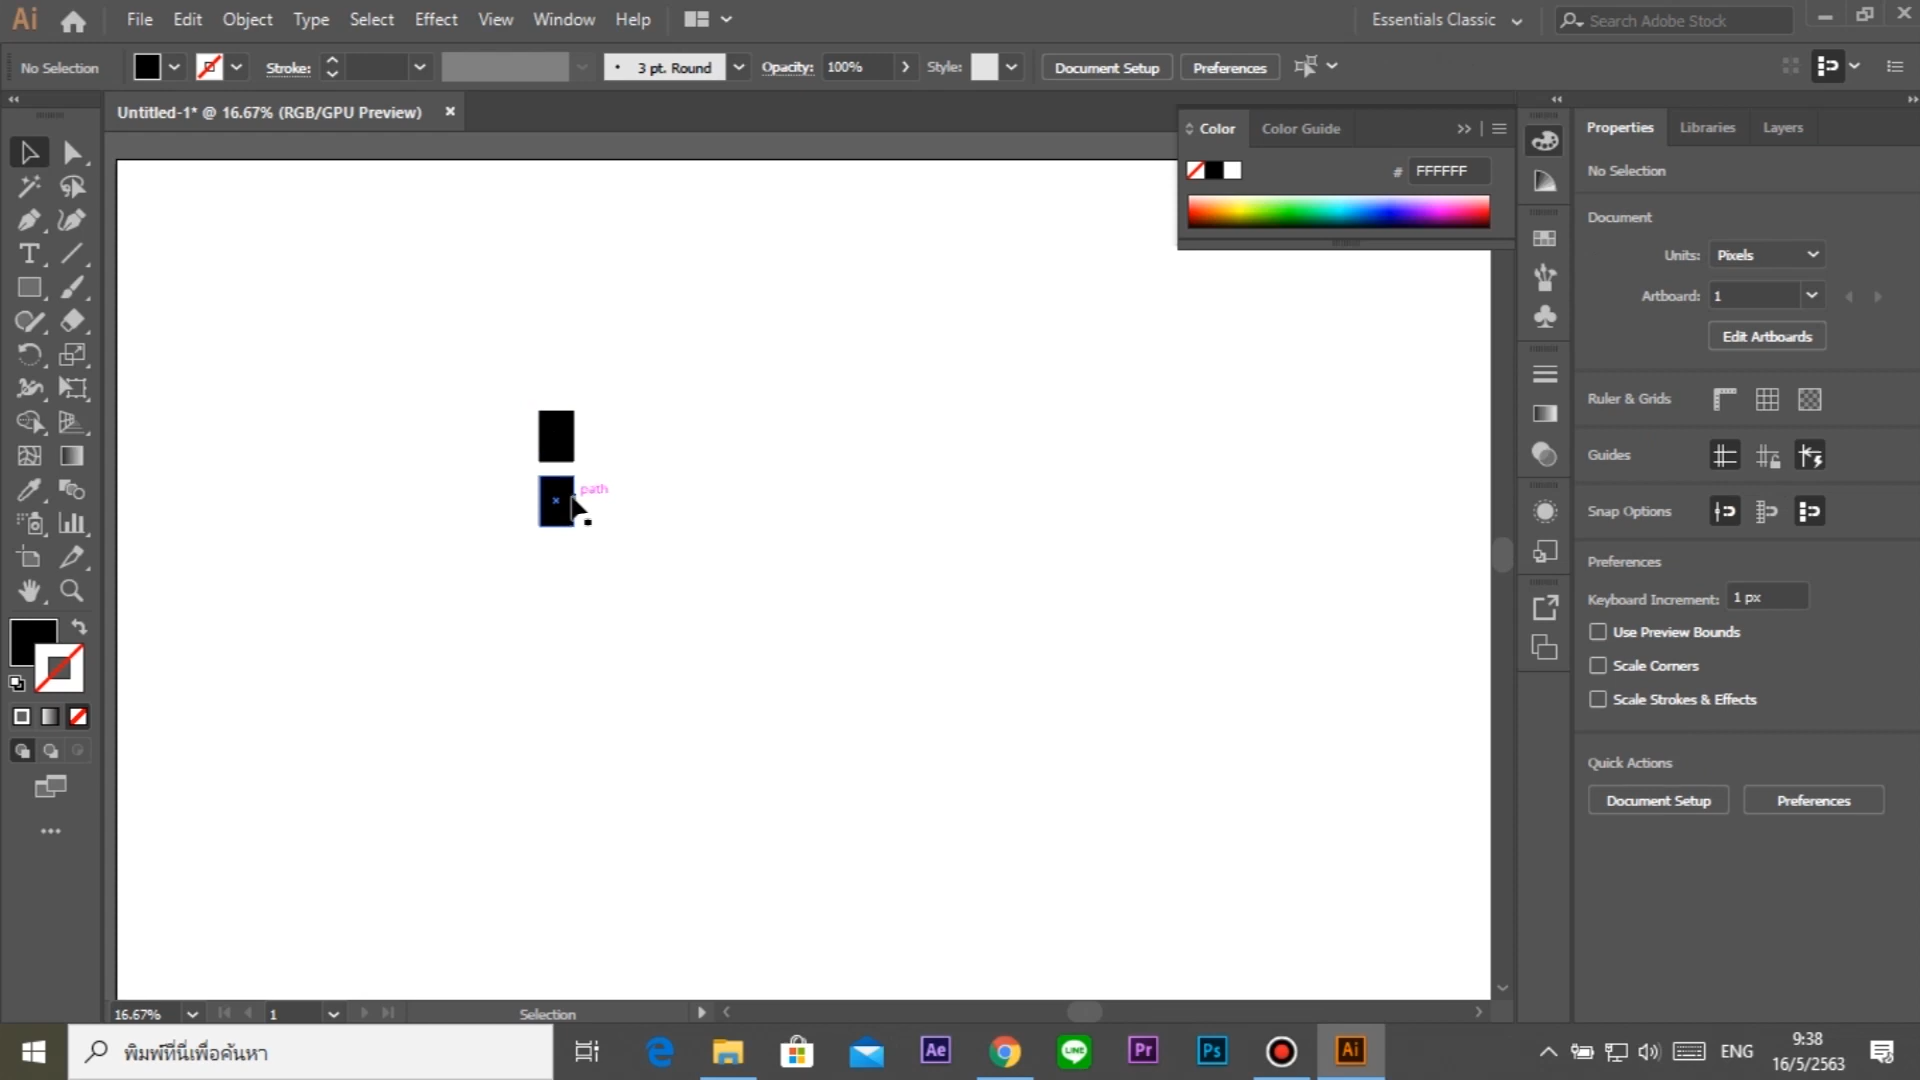 Ai File Edit Object Type Select Effect View Window Help Essentials Classic Search Adobe Stock
No Selection Stroke: 3 pt. Round Opacity: 100% Style: Document Setup Preferences
Untitled-1* @ 16.67% (RGB/GPU Preview)
Color Color Guide
# FFFFFF
Properties Libraries Layers
No Selection
Document
Units: Pixels
Artboard: 1
Edit Artboards
Ruler & Grids
Guides
Snap Options
Preferences
Keyboard Increment: 1 px
Use Preview Bounds
Scale Corners
Scale Strokes & Effects
Quick Actions
Document Setup Preferences
path
16.67% 1 Selection
พิมพ์ที่นี่เพื่อค้นหา
Ae LINE Pr Ps Ai
ENG
9:38
16/5/2563